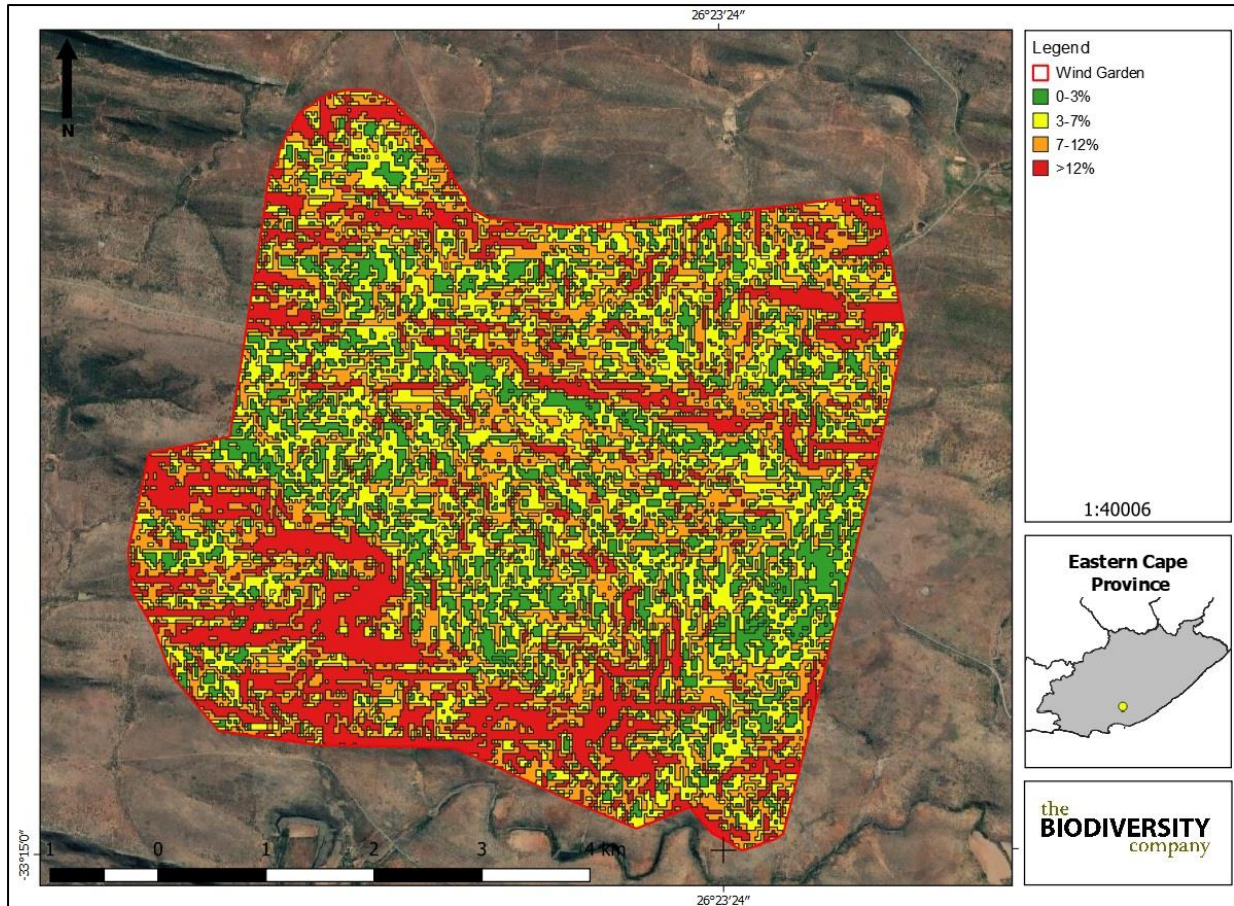 26°23'24"
N
Legend
Wind Garden
0-3%
3-7%
7-12%
>12%
1:40006
Eastern Cape
Province
the
BIODIVERSITY
company
-33°15'0"
1 0 1 2 3 4 km
26°23'24"